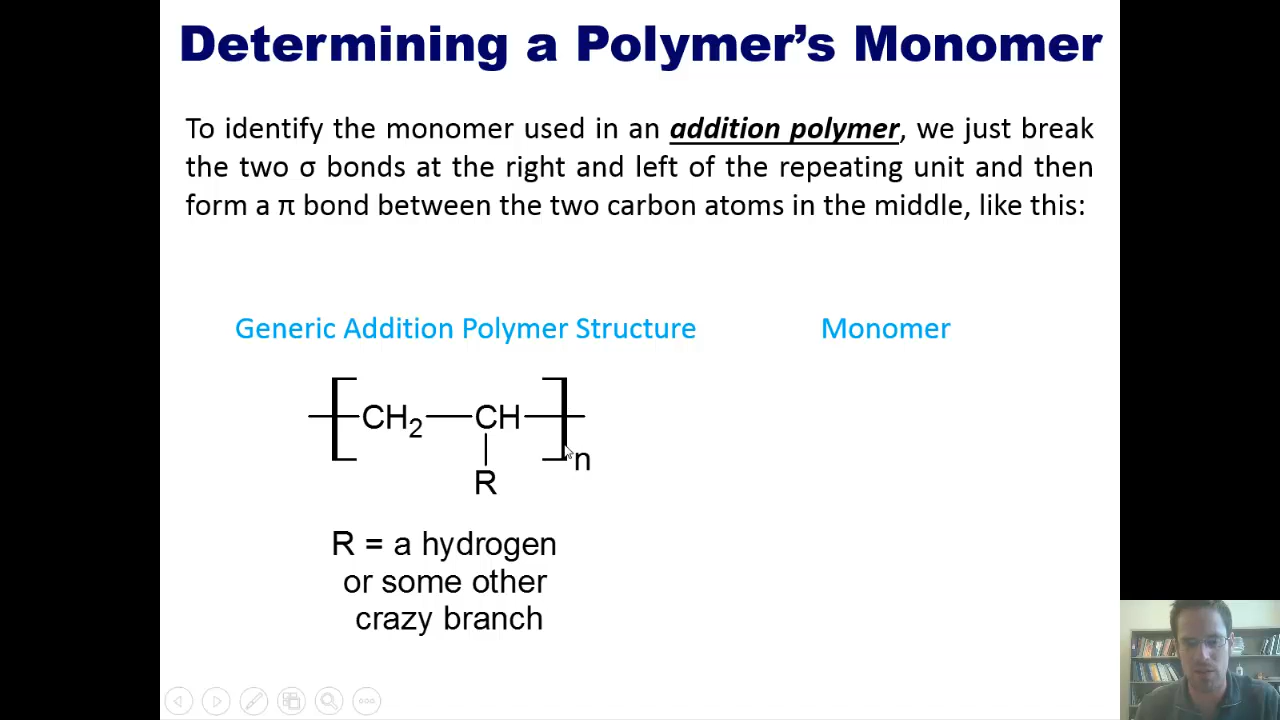 Determining a Polymer’s Monomer
To identify the monomer used in an addition polymer, we just break
the two σ bonds at the right and left of the repeating unit and then
form a π bond between the two carbon atoms in the middle, like this:
Generic Addition Polymer Structure
Monomer
CH2 CH
n
R
R = a hydrogen
or some other
crazy branch